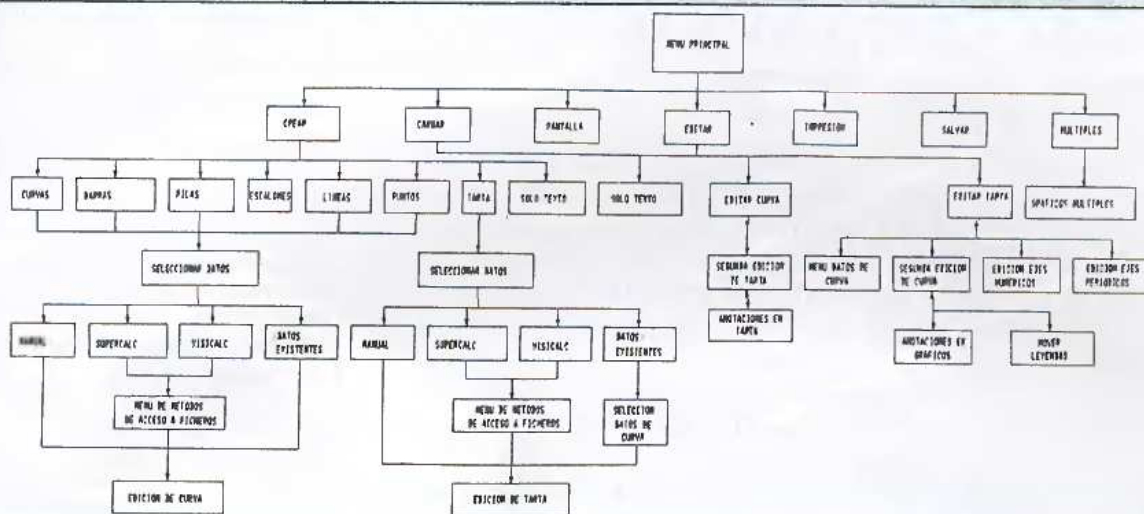 MENU PRINCIPAL
CREAR
CARGAR
PANTALLA
EDITAR
IMPRESION
SALVAR
MULTIPLES
CURVAS
BARRAS
PILAS
ESCALONES
LINEAS
PUNTOS
TARTA
SOLO TEXTO
SOLO TEXTO
EDITAR CURVA
EDITAR TARTA
GRAFICOS MULTIPLES
SELECCIONAR DATOS
SELECCIONAR DATOS
SEGUNDA EDICION
DE TARTA
MENU DATOS DE
CURVA
SEGUNDA EDICION
DE CURVA
EDICION EJES
NUMERICOS
EDICION EJES
PERIODICOS
ANOTACIONES EN
TARTA
MANUAL
SUPERCALC
VISICALC
DATOS
EXISTENTES
MANUAL
SUPERCALC
VISICALC
DATOS
EXISTENTES
ANOTACIONES EN
GRAFICOS
MOVER
LEYENDAS
MENU DE METODOS
DE ACCESO A FICHEROS
MENU DE METODOS
DE ACCESO A FICHEROS
SELECCION
DATOS DE
CURVA
EDICION DE CURVA
EDICION DE TARTA